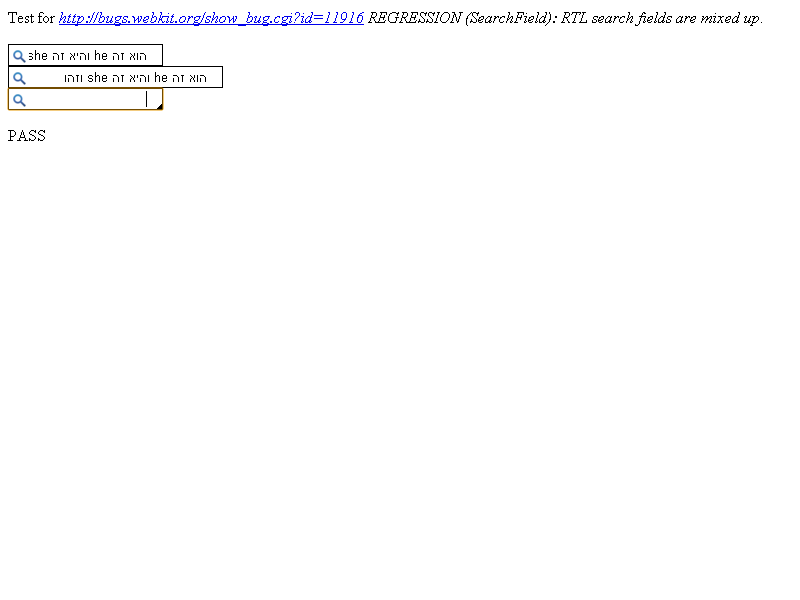 Test for http://bugs.webkit.org/show_bug.cgi?id=11916 REGRESSION (SearchField): RTL search fields are mixed up.
הוא זה he והיא זה she
הוא זה he והיא זה she וזהו
PASS